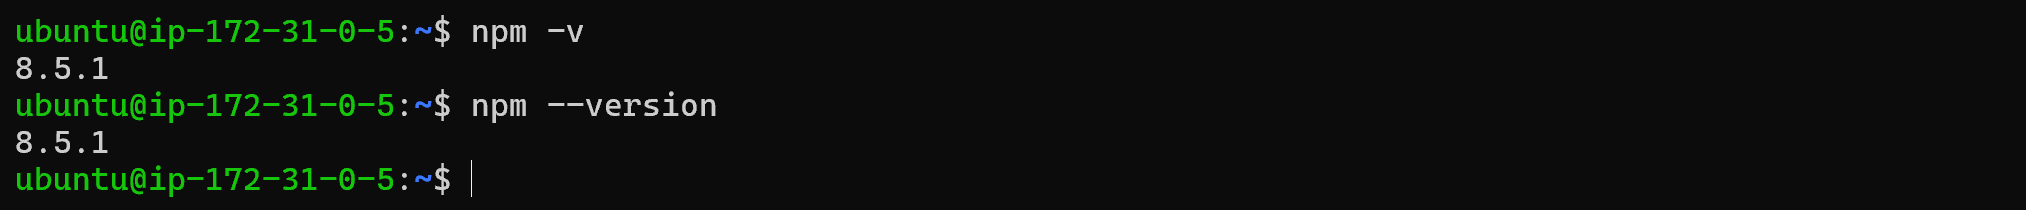 ubuntu@ip-172-31-0-5:~$ npm -v
8.5.1
ubuntu@ip-172-31-0-5:~$ npm --version
8.5.1
ubuntu@ip-172-31-0-5:~$